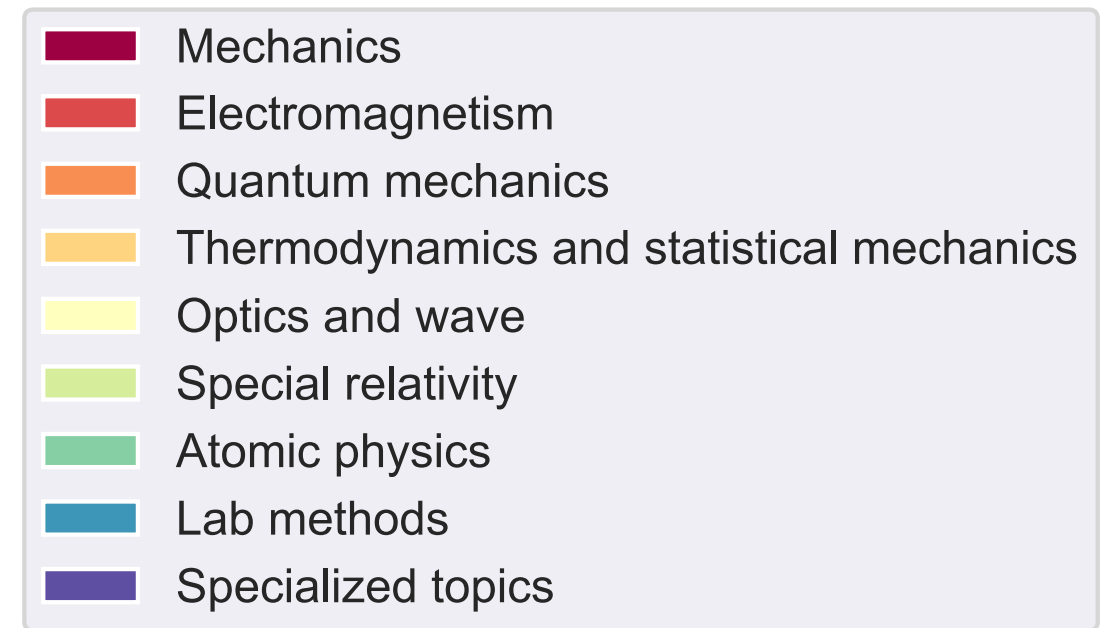 Mechanics
Electromagnetism
Quantum mechanics
Thermodynamics and statistical mechanics
Optics and wave
Special relativity
Atomic physics
Lab methods
Specialized topics